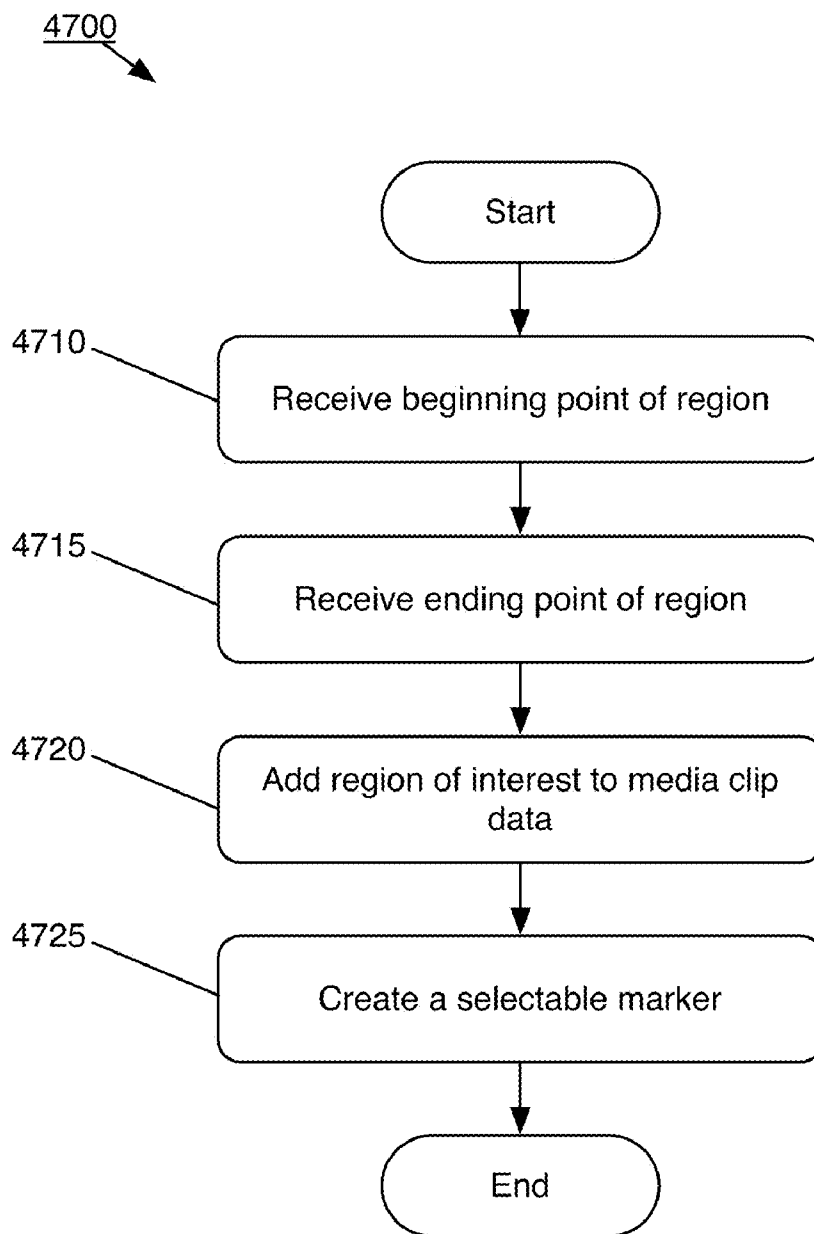 4700
Start
4710
Receive beginning point of region
4715
Receive ending point of region
4720
Add region of interest to media clip
data
4725
Create a selectable marker
End